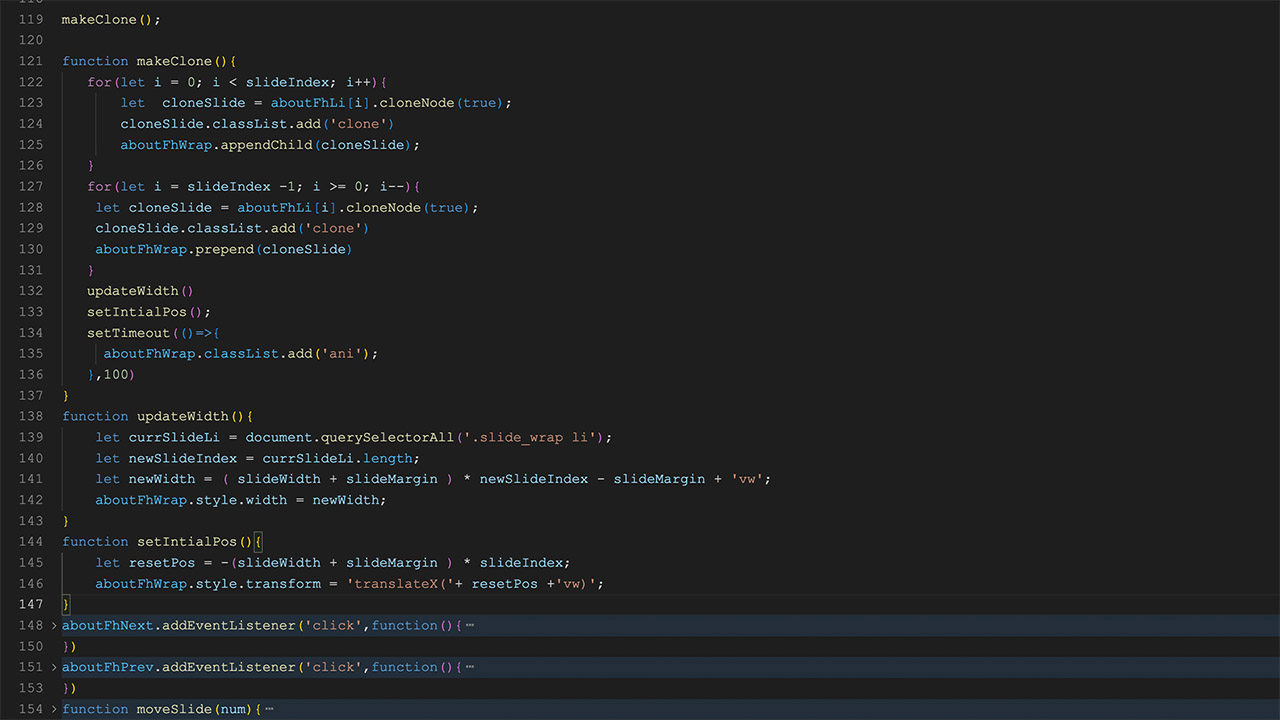 119 makeClone();
120
121 function makeClone(){
122 for(let i = 0; i < slideIndex; i++){
123 let  cloneSlide = aboutFhLi[i].cloneNode(true);
124 cloneSlide.classList.add('clone')
125 aboutFhWrap.appendChild(cloneSlide);
126 }
127 for(let i = slideIndex -1; i >= 0; i--){
128 let cloneSlide = aboutFhLi[i].cloneNode(true);
129 cloneSlide.classList.add('clone')
130 aboutFhWrap.prepend(cloneSlide)
131 }
132 updateWidth()
133 setIntialPos();
134 setTimeout(()=>{
135 aboutFhWrap.classList.add('ani');
136 },100)
137 }
138 function updateWidth(){
139 let currSlideLi = document.querySelectorAll('.slide_wrap li');
140 let newSlideIndex = currSlideLi.length;
141 let newWidth = ( slideWidth + slideMargin ) * newSlideIndex - slideMargin + 'vw';
142 aboutFhWrap.style.width = newWidth;
143 }
144 function setIntialPos(){
145 let resetPos = -(slideWidth + slideMargin ) * slideIndex;
146 aboutFhWrap.style.transform = 'translateX('+ resetPos +'vw)';
147 }
148 > aboutFhNext.addEventListener('click',function(){ ⋯
150 })
151 > aboutFhPrev.addEventListener('click',function(){ ⋯
153 })
154 > function moveSlide(num){ ⋯